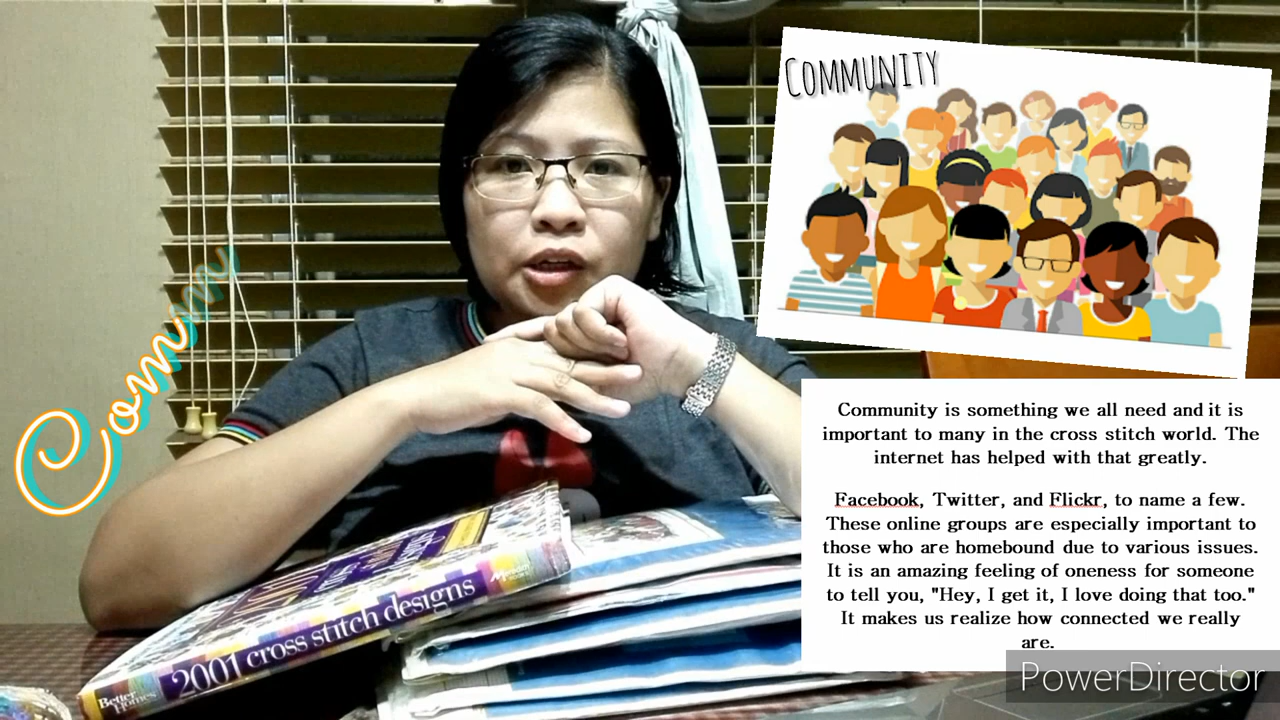 COMMUNITY
Comm
Community is something we all need and it is
important to many in the cross stitch world. The
internet has helped with that greatly.
Facebook, Twitter, and Flickr, to name a few.
These online groups are especially important to
those who are homebound due to various issues.
It is an amazing feeling of oneness for someone
to tell you, "Hey, I get it, I love doing that too."
It makes us realize how connected we really
are.
Better
Homes
2001 cross stitch designs
PowerDirector